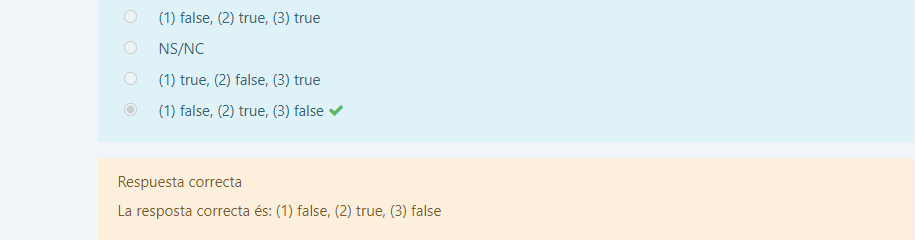 (1) false, (2) true, (3) true
NS/NC
(1) true, (2) false, (3) true
(1) false, (2) true, (3) false
Respuesta correcta
La resposta correcta és: (1) false, (2) true, (3) false